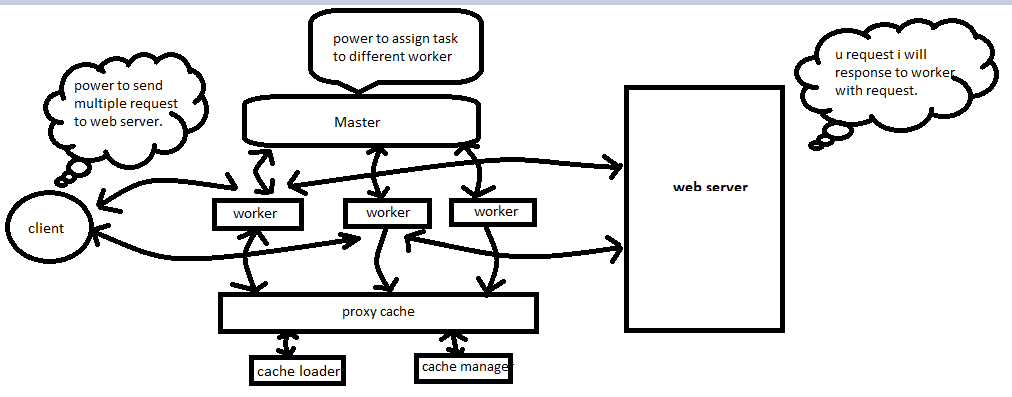 power to assign task
to different worker
u request i will
response to worker
with request.
power to send
multiple request
to web server.
Master
web server
worker
worker
worker
client
proxy cache
cache loader
cache manager